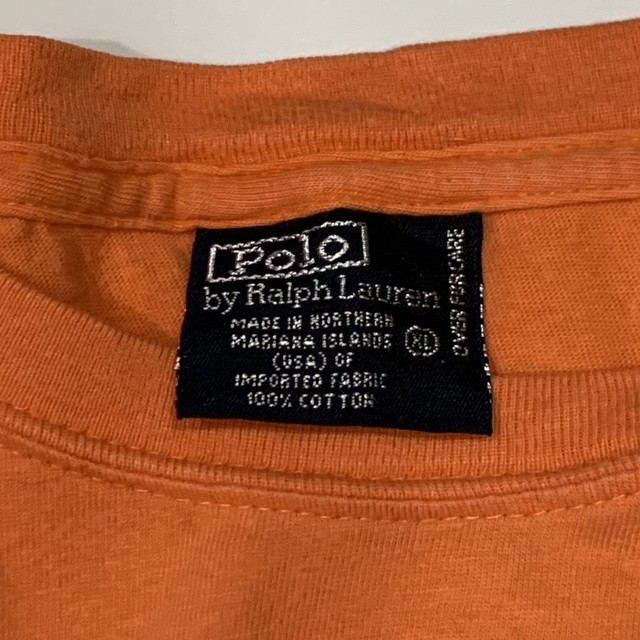 Polo
by Ralph Lauren
MADE IN NORTHERN
MARIANA ISLANDS
(USA) OF
IMPORTED FABRIC
100% COTTON
XL
OVER FOR CARE